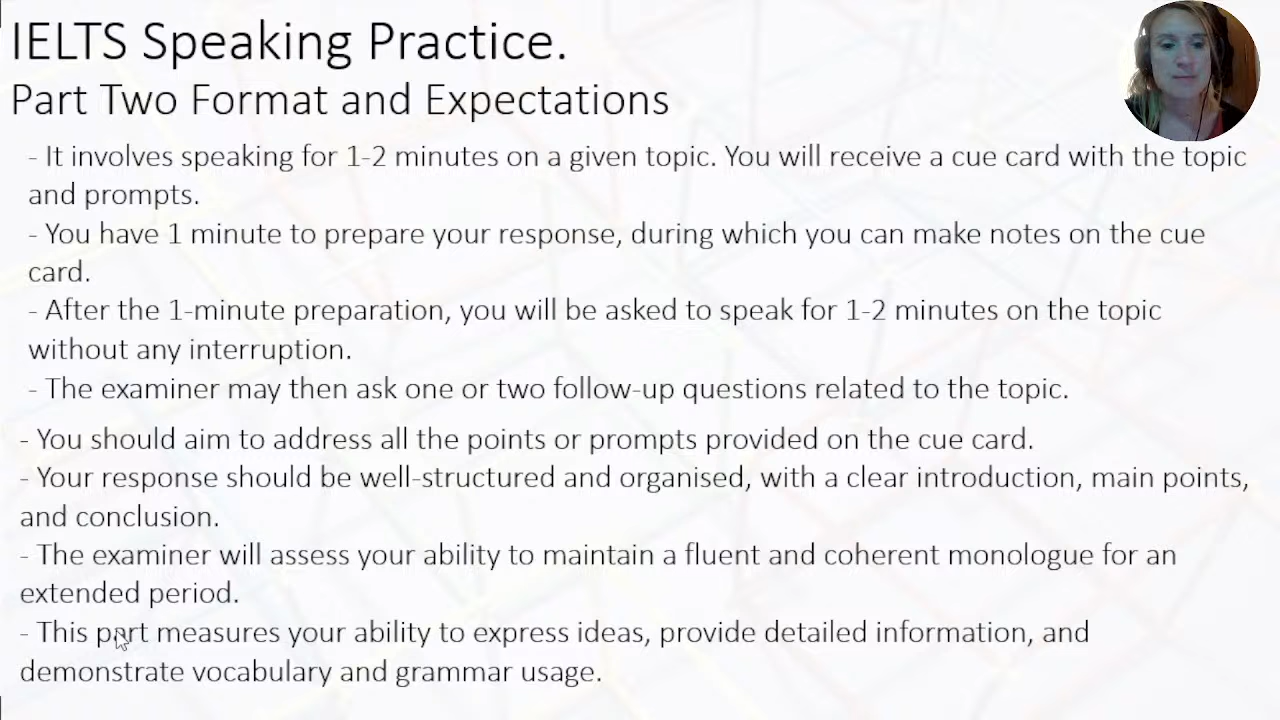 IELTS Speaking Practice.
Part Two Format and Expectations
- It involves speaking for 1-2 minutes on a given topic. You will receive a cue card with the topic
and prompts.
- You have 1 minute to prepare your response, during which you can make notes on the cue
card.
- After the 1-minute preparation, you will be asked to speak for 1-2 minutes on the topic
without any interruption.
- The examiner may then ask one or two follow-up questions related to the topic.
- You should aim to address all the points or prompts provided on the cue card.
- Your response should be well-structured and organised, with a clear introduction, main points,
and conclusion.
- The examiner will assess your ability to maintain a fluent and coherent monologue for an
extended period.
- This part measures your ability to express ideas, provide detailed information, and
demonstrate vocabulary and grammar usage.